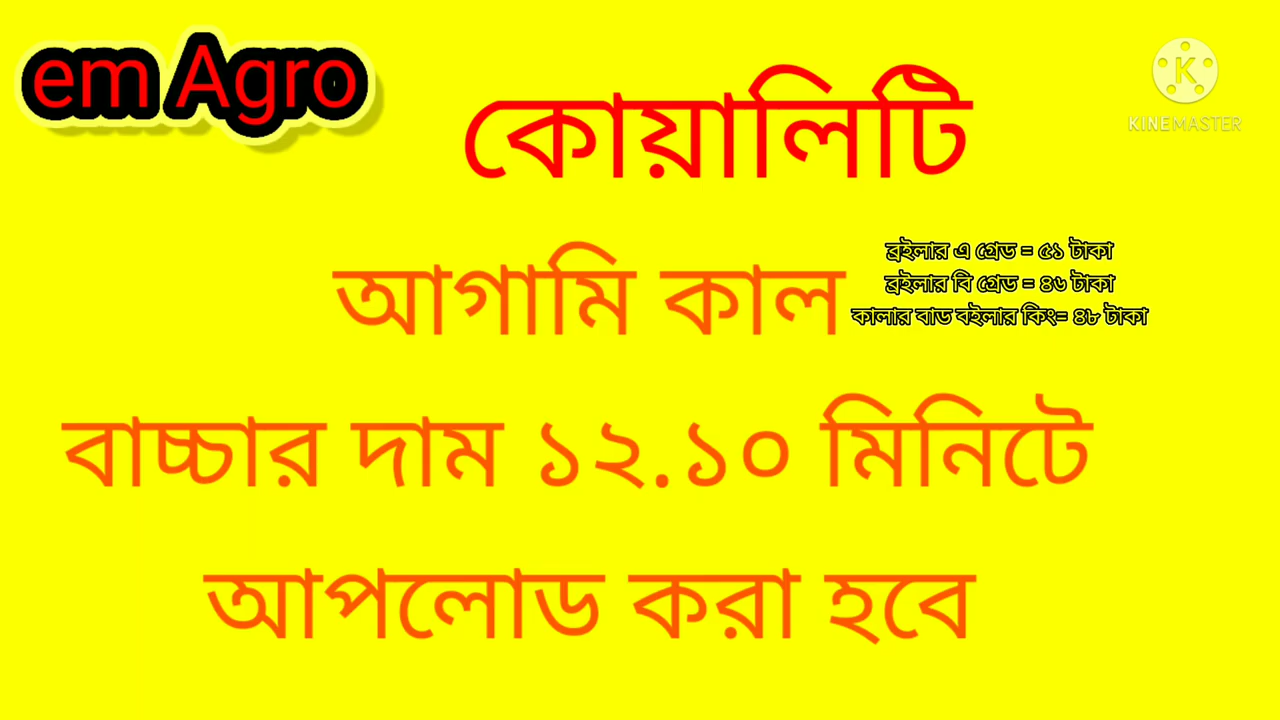 em Agro
KINEMASTER
কোয়ালিটি
ব্রইলার এ গ্রেড = ৫১ টাকা
ব্রইলার বি গ্রেড = ৪৬ টাকা
কালার বাড বইলার কিং= ৪৮ টাকা
আগামি কাল
বাচ্চার দাম ১২.১০ মিনিটে
আপলোড করা হবে